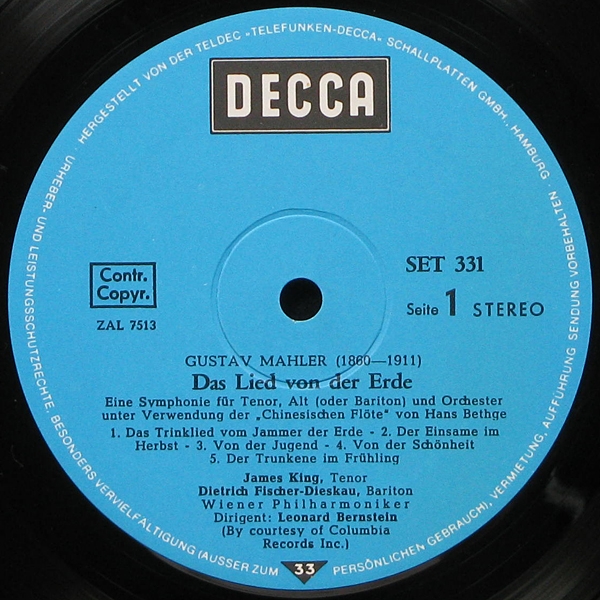 HERGESTELLT VON DER TELDEC »TELEFUNKEN-DECCA« SCHALLPLATTEN GMBH., HAMBURG
URHEBER- UND LEISTUNGSSCHUTZRECHTE, BESONDERS VERVIELFÄLTIGUNG (AUSSER ZUM PERSÖNLICHEN GEBRAUCH), VERMIETUNG, AUFFÜHRUNG, SENDUNG VORBEHALTEN
DECCA
Contr.
Copyr.
ZAL 7513
SET 331
Seite 1 STEREO
GUSTAV MAHLER (1860—1911)
Das Lied von der Erde
Eine Symphonie für Tenor, Alt (oder Bariton) und Orchester
unter Verwendung der „Chinesischen Flöte" von Hans Bethge
1. Das Trinklied vom Jammer der Erde - 2. Der Einsame im
Herbst - 3. Von der Jugend - 4. Von der Schönheit
5. Der Trunkene im Frühling
James King, Tenor
Dietrich Fischer-Dieskau, Bariton
Wiener Philharmoniker
Dirigent: Leonard Bernstein
(By courtesy of Columbia
Records Inc.)
33